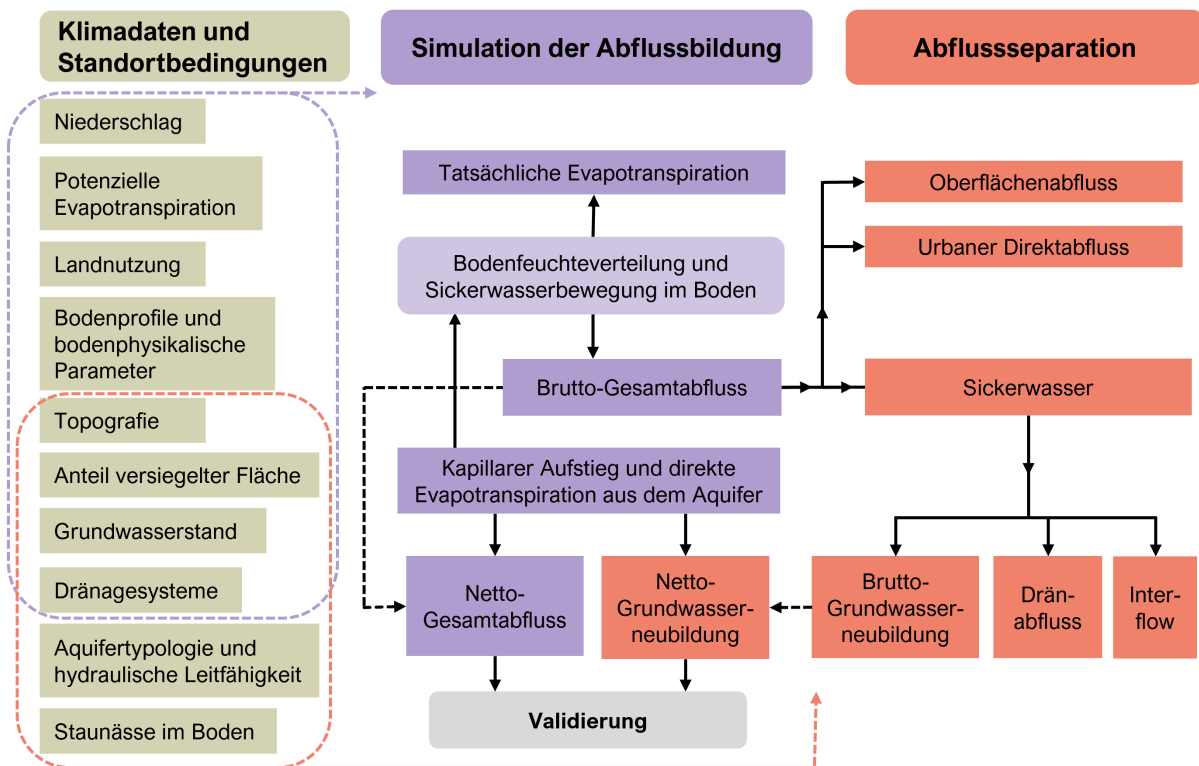 Klimadaten und
Standortbedingungen
Niederschlag
Potenzielle
Evapotranspiration
Landnutzung
Bodenprofile und
bodenphysikalische
Parameter
Topografie
Anteil versiegelter Fläche
Grundwasserstand
Dränagesysteme
Aquifertypologie und
hydraulische Leitfähigkeit
Staunässe im Boden
Simulation der Abflussbildung
Tatsächliche Evapotranspiration
Bodenfeuchteverteilung und
Sickerwasserbewegung im Boden
Brutto-Gesamtabfluss
Kapillarer Aufstieg und direkte
Evapotranspiration aus dem Aquifer
Netto-
Gesamtabfluss
Netto-
Grundwasser-
neubildung
Validierung
Abflussseparation
Oberflächenabfluss
Urbaner Direktabfluss
Sickerwasser
Brutto-
Grundwasser-
neubildung
Drän-
abfluss
Inter-
flow